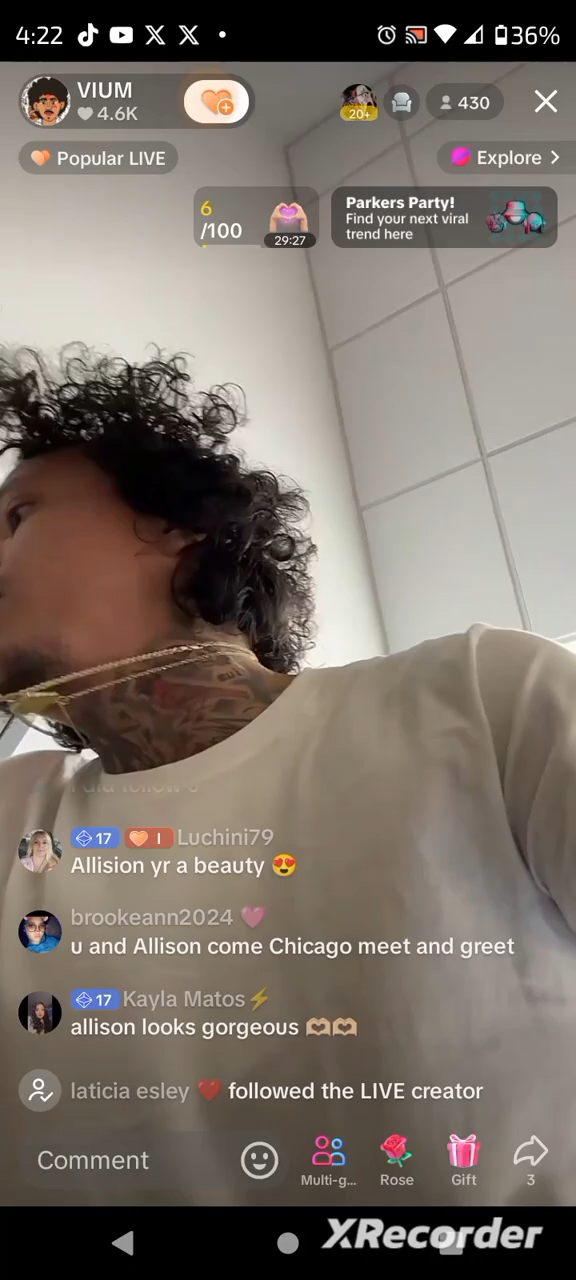 4:22
36%
VIUM
4.6K
20+
430
Popular LIVE
Explore
6
/100
29:27
Parkers Party!
Find your next viral
trend here
17 I Luchini79
Allision yr a beauty 😍
brookeann2024 🩷
u and Allison come Chicago meet and greet
17 Kayla Matos⚡
allison looks gorgeous 🫶🏽🫶🏽
laticia esley ❤️ followed the LIVE creator
Comment
Multi-g...
Rose
Gift
3
XRecorder